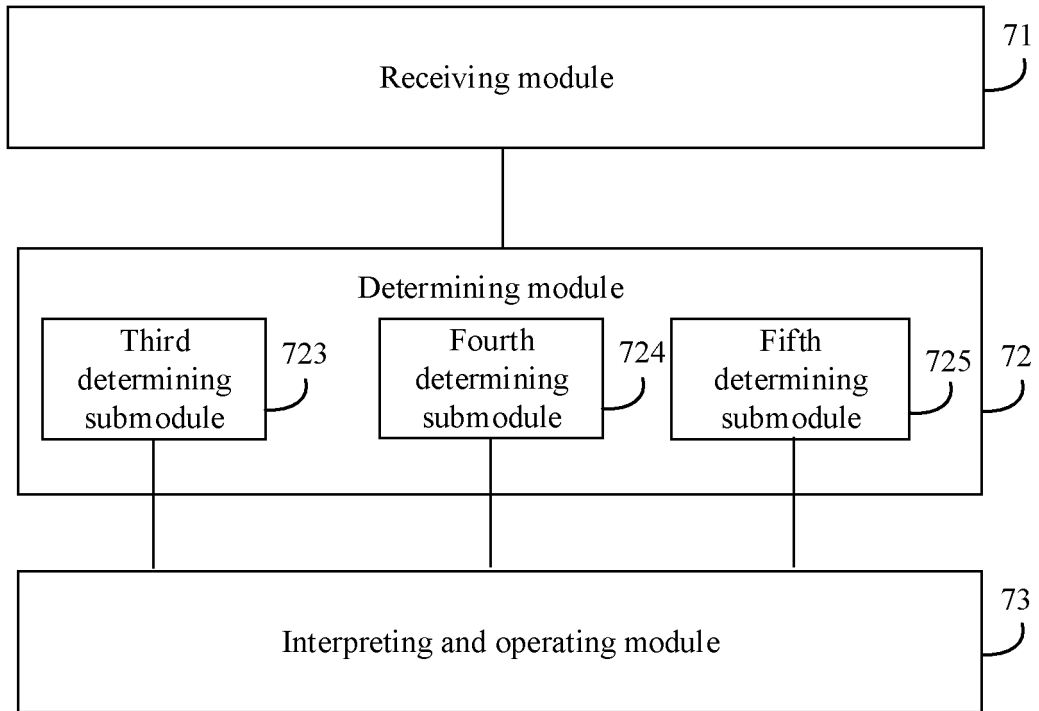 71
Receiving module
Determining module
Third
determining
submodule
723
Fourth
determining
submodule
724
Fifth
determining
submodule
725
72
73
Interpreting and operating module